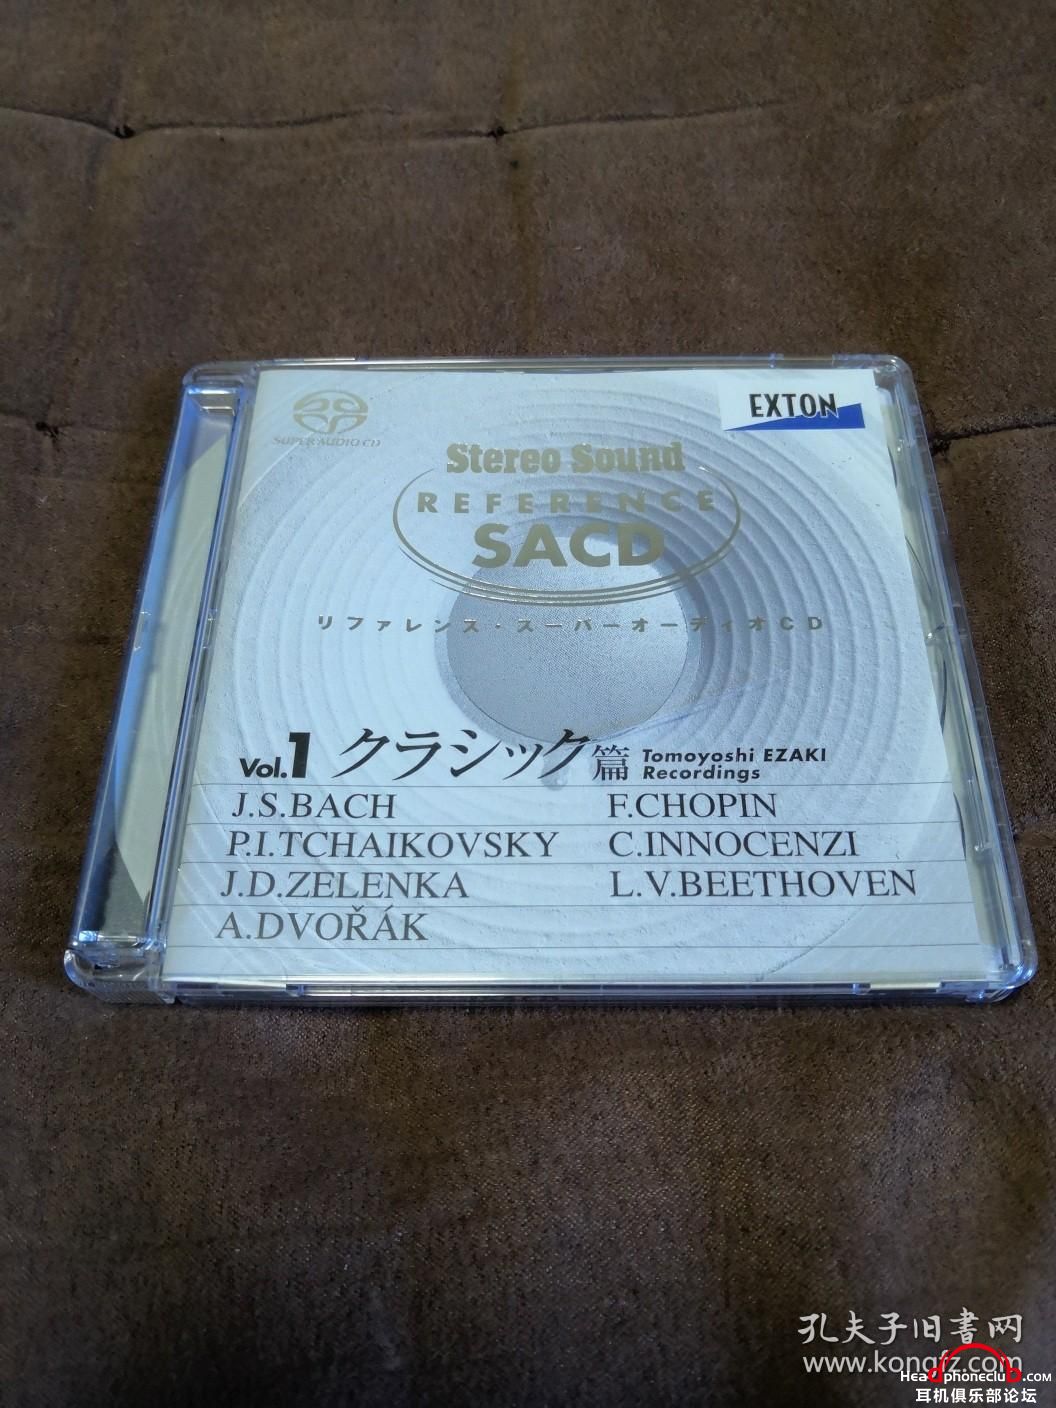 EXTON
SUPER AUDIO CD
Stereo Sound
REFERENCE
SACD
リファレンス・スーパーオーディオCD
Vol.1 クラシック篇 Tomoyoshi EZAKI
Recordings
J.S.BACH F.CHOPIN
P.I.TCHAIKOVSKY C.INNOCENZI
J.D.ZELENKA L.V.BEETHOVEN
A.DVOŘÁK
孔夫子旧書网
www.kongfz.com
Headphoneclub.com
耳机俱乐部论坛